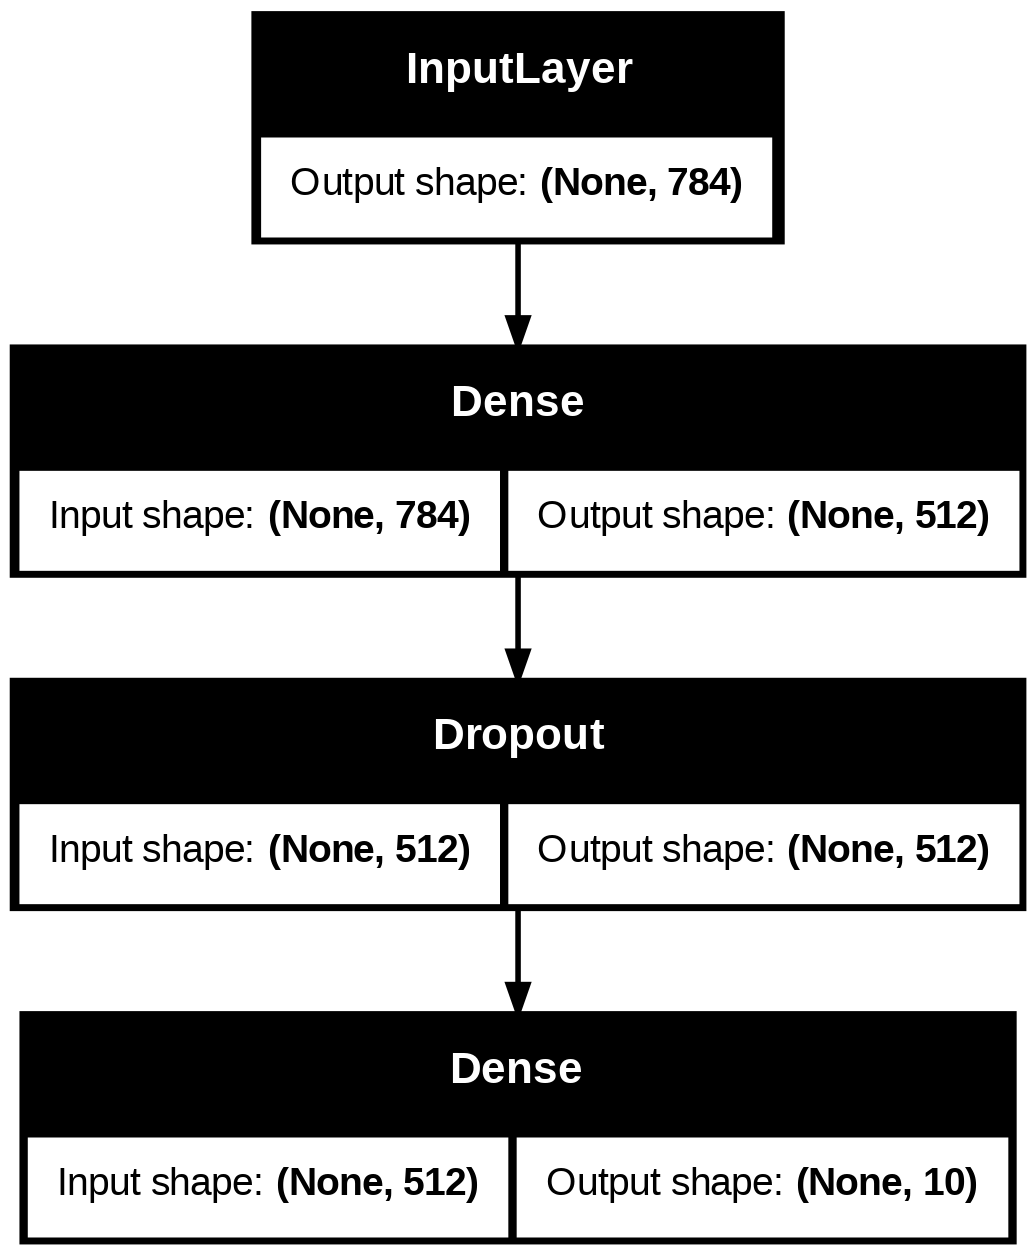 InputLayer
Output shape: (None, 784)
Dense
Input shape: (None, 784) Output shape: (None, 512)
Dropout
Input shape: (None, 512) Output shape: (None, 512)
Dense
Input shape: (None, 512) Output shape: (None, 10)